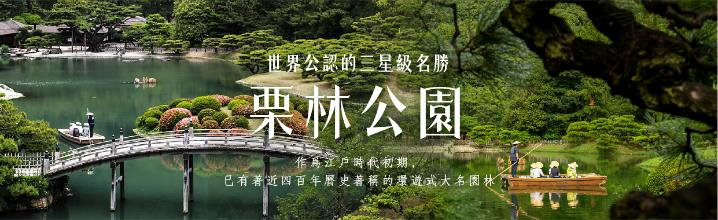 世界公認的三星級名勝
栗林公園
作為江戶時代初期，
已有著近四百年曆史著稱的環遊式大名園林